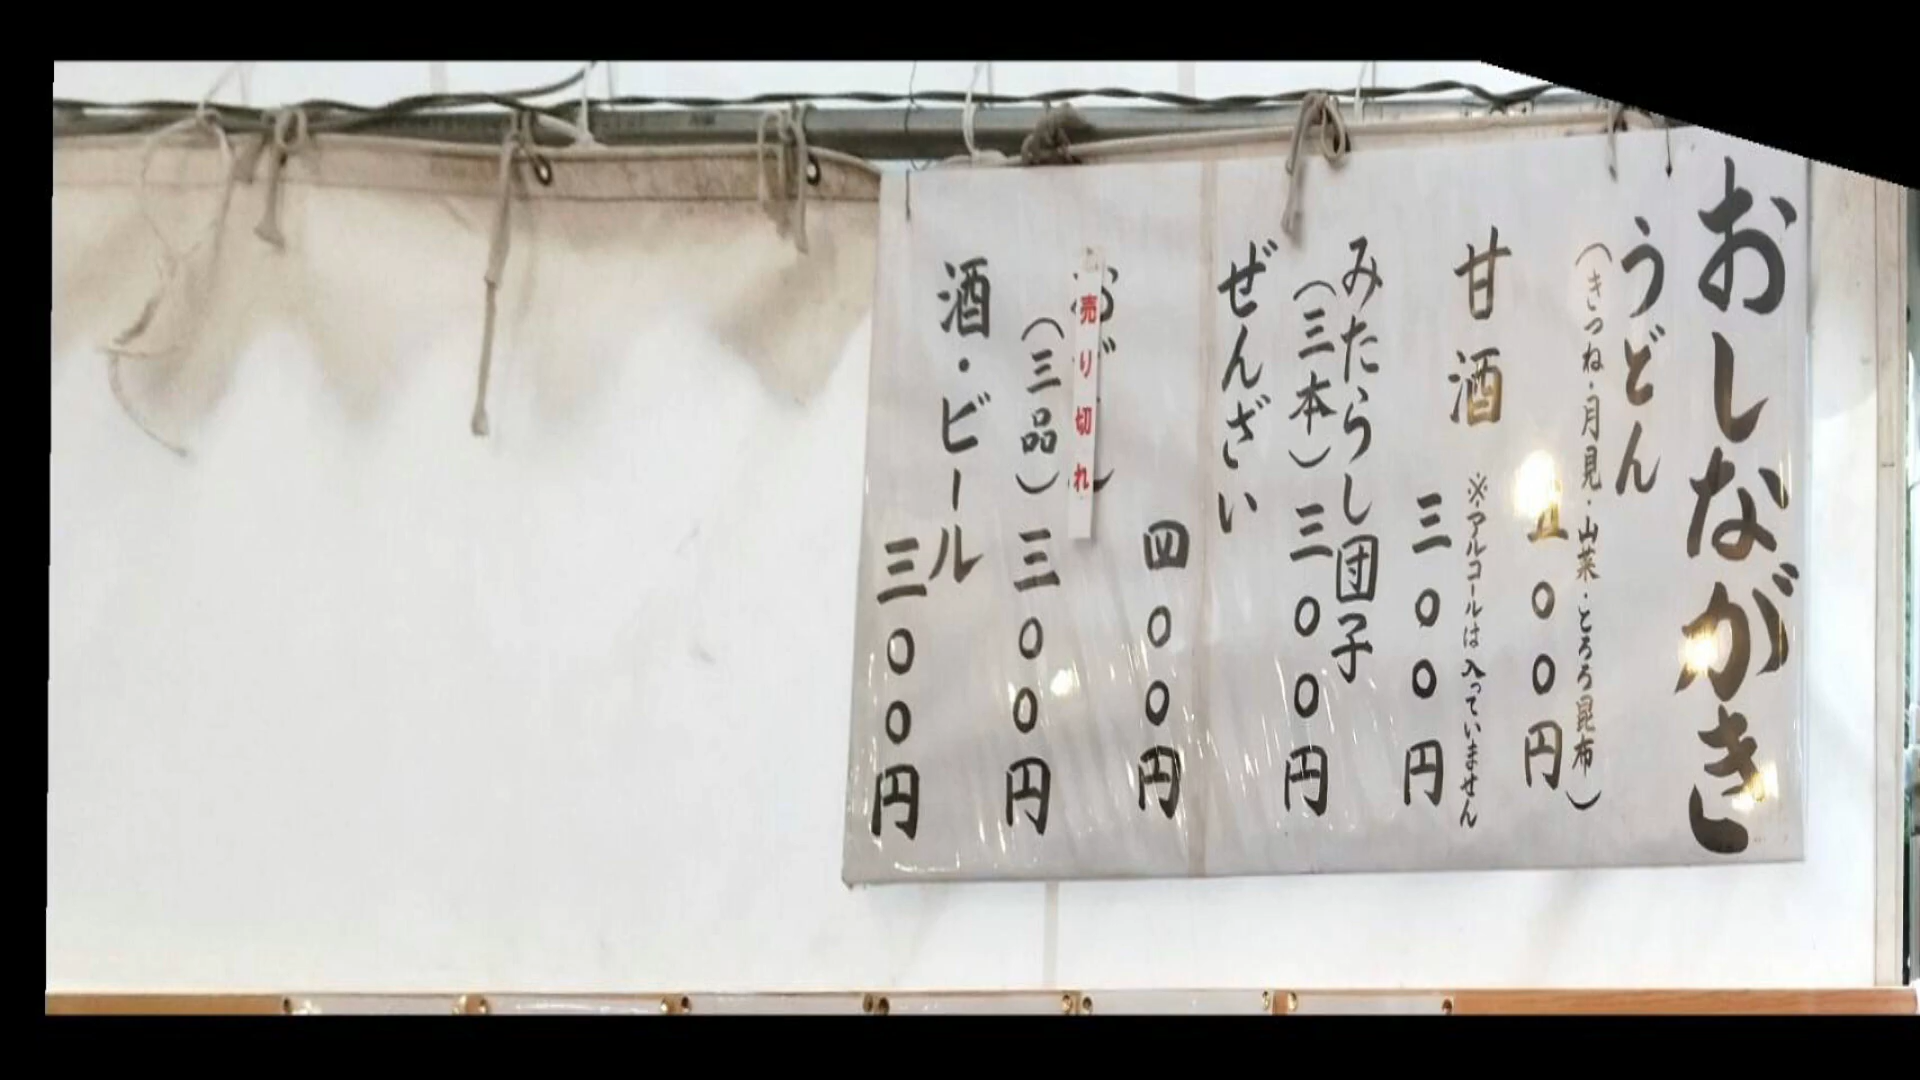 おしながき
うどん
（きつね・月見・山菜・とろろ昆布）
五〇〇円
甘酒
※アルコールは入っていません
三〇〇円
みたらし団子
（三本）三〇〇円
ぜんざい
四〇〇円
売り切れ
（三品）三〇〇円
酒・ビール
三〇〇円